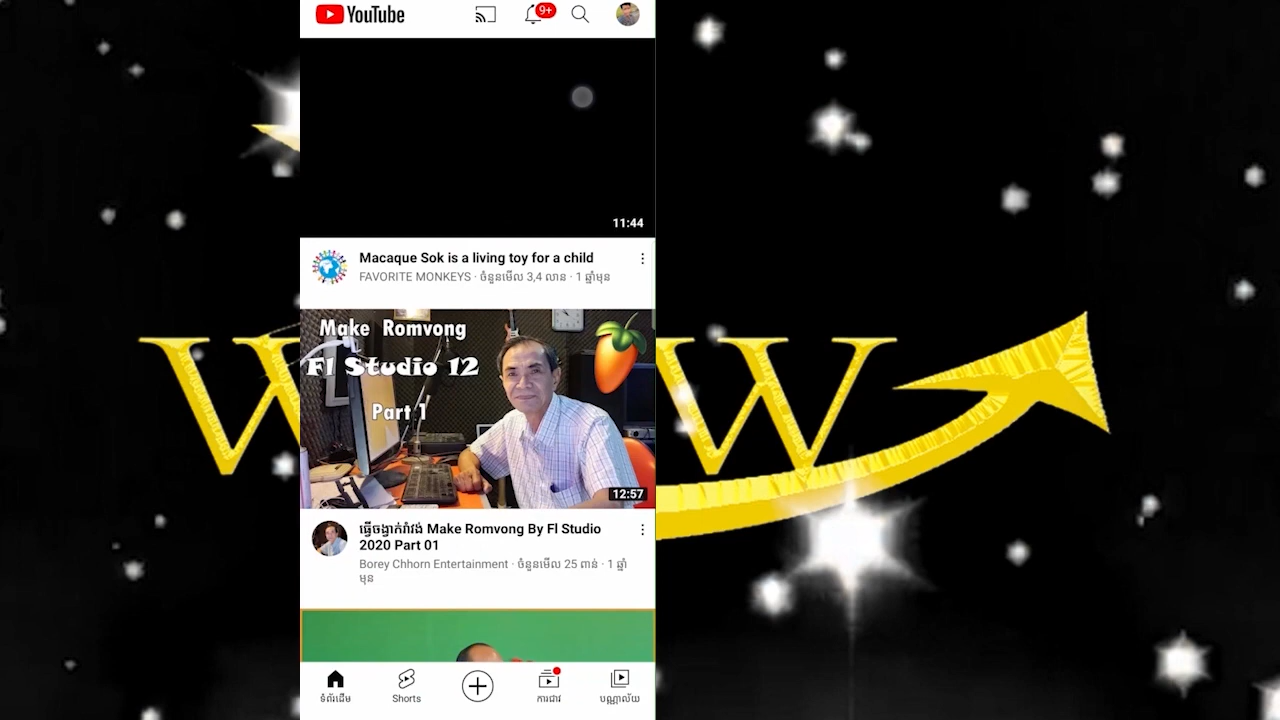 YouTube
9+
11:44
Macaque Sok is a living toy for a child
FAVORITE MONKEYS · ចំនួនមើល 3,4 លាន · 1 ឆ្នាំមុន
Make Romvong
Fl Studio 12
Part 1
12:57
ធ្វើចង្វាក់រាំវង់ Make Romvong By Fl Studio
2020 Part 01
Borey Chhorn Entertainment · ចំនួនមើល 25 ពាន់ · 1 ឆ្នាំ
មុន
ទំព័រដើម
Shorts
ការជាវ
បណ្ណាល័យ
W
W